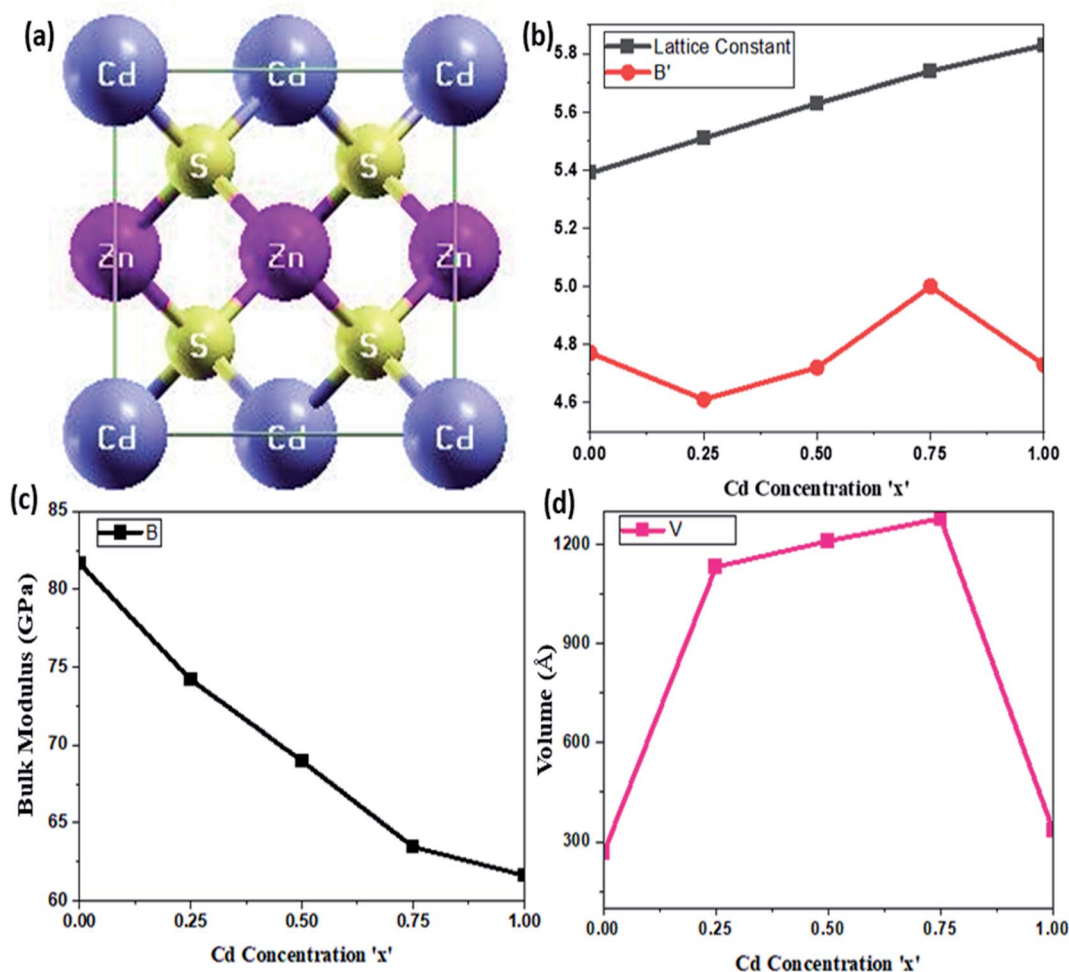 (a)
Cd Cd Cd
S S
Zn Zn Zn
S S
Cd Cd Cd
(b)
Lattice Constant
B'
5.8
5.6
5.4
5.2
5.0
4.8
4.6
0.00 0.25 0.50 0.75 1.00
Cd Concentration 'x'
(c)
B
85
80
75
70
65
60
Bulk Modulus (GPa)
0.00 0.25 0.50 0.75 1.00
Cd Concentration 'x'
(d)
V
1200
900
600
300
Volume (Å)
0.00 0.25 0.50 0.75 1.00
Cd Concentration 'x'